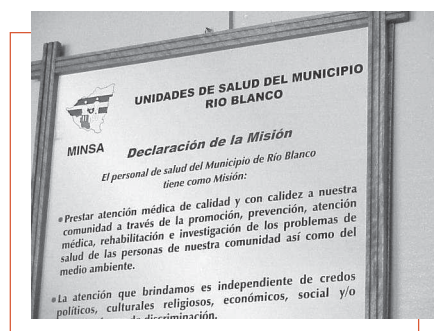 UNIDADES DE SALUD DEL MUNICIPIO
RIO BLANCO
MINSA
Declaración de la Misión
El personal de salud del Municipio de Río Blanco
tiene como Misión:
•Prestar atención médica de calidad y con calidez a nuestra
comunidad a través de la promoción, prevención, atención
médica, rehabilitación e investigación de los problemas de
salud de las personas de nuestra comunidad así como del
medio ambiente.
•La atención que brindamos es independiente de credos
políticos, culturales religiosos, económicos, social y/o
discriminación.